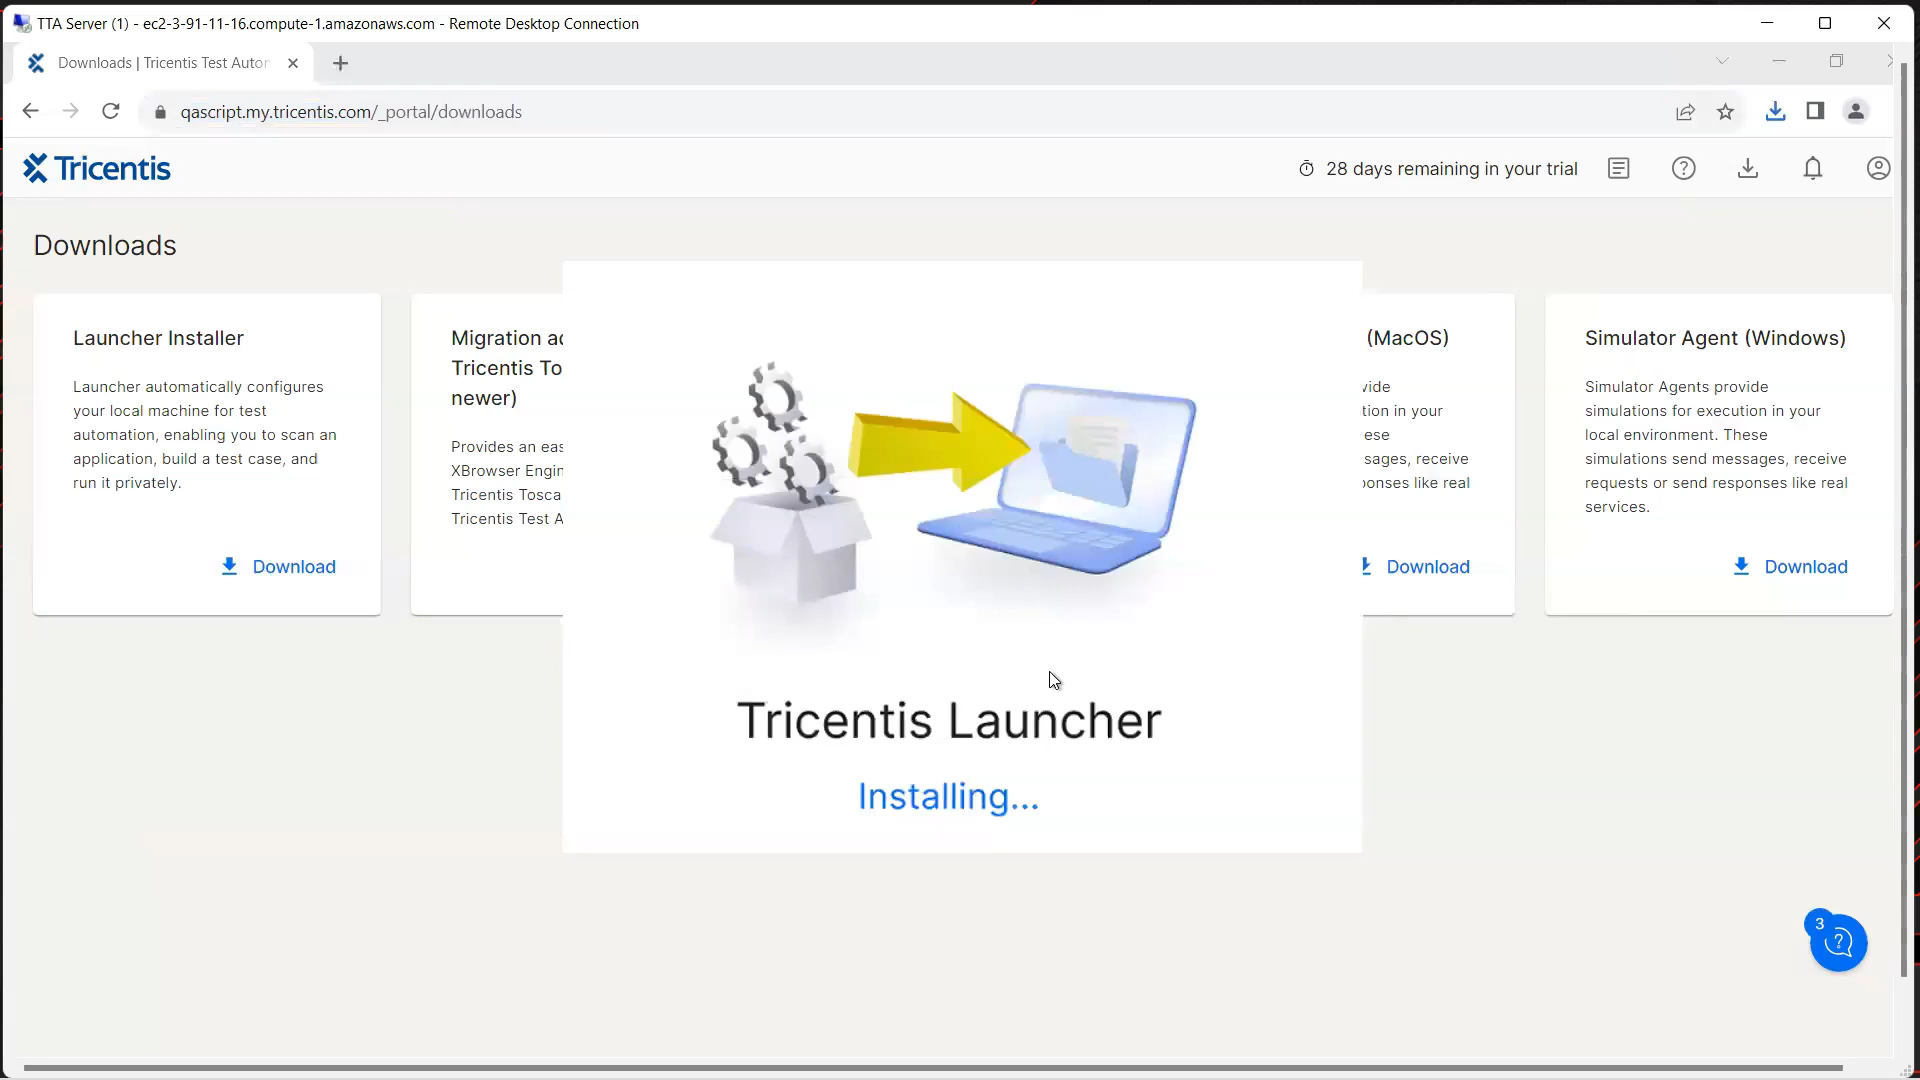 TTA Server (1) - ec2-3-91-11-16.compute-1.amazonaws.com - Remote Desktop Connection
Downloads | Tricentis Test Autor
qascript.my.tricentis.com/_portal/downloads
Tricentis
28 days remaining in your trial
Downloads
Launcher Installer
Launcher automatically configures
your local machine for test
automation, enabling you to scan an
application, build a test case, and
run it privately.
Download
Migration ac
Tricentis To
newer)
Provides an eas
XBrowser Engin
Tricentis Tosca
Tricentis Test A
Tricentis Launcher
Installing...
(MacOS)
vide
tion in your
ese
sages, receive
ponses like real
Download
Simulator Agent (Windows)
Simulator Agents provide
simulations for execution in your
local environment. These
simulations send messages, receive
requests or send responses like real
services.
Download
3